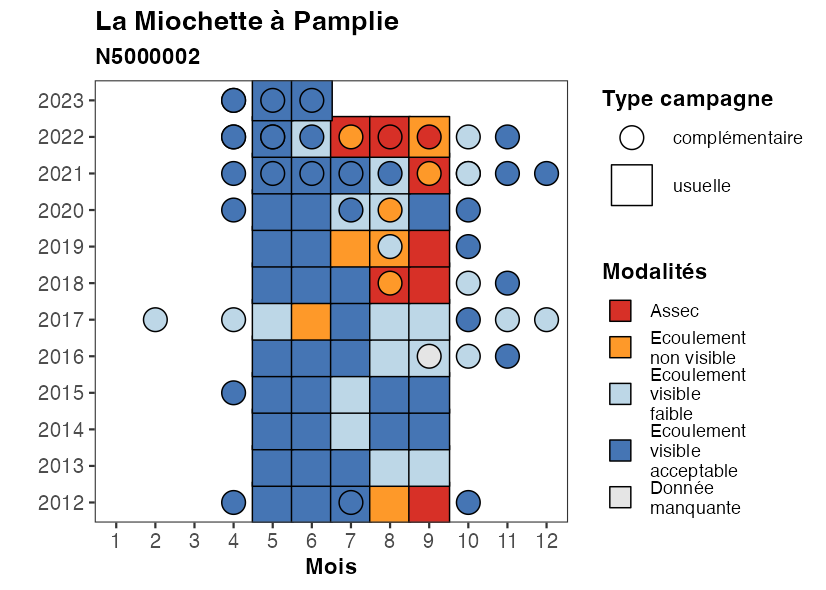 La Miochette à Pamplie
N5000002
2023
2022
2021
2020
2019
2018
2017
2016
2015
2014
2013
2012
1 2 3 4 5 6 7 8 9 10 11 12
Mois
Type campagne
complémentaire
usuelle
Modalités
Assec
Ecoulement
non visible
Ecoulement
visible
faible
Ecoulement
visible
acceptable
Donnée
manquante